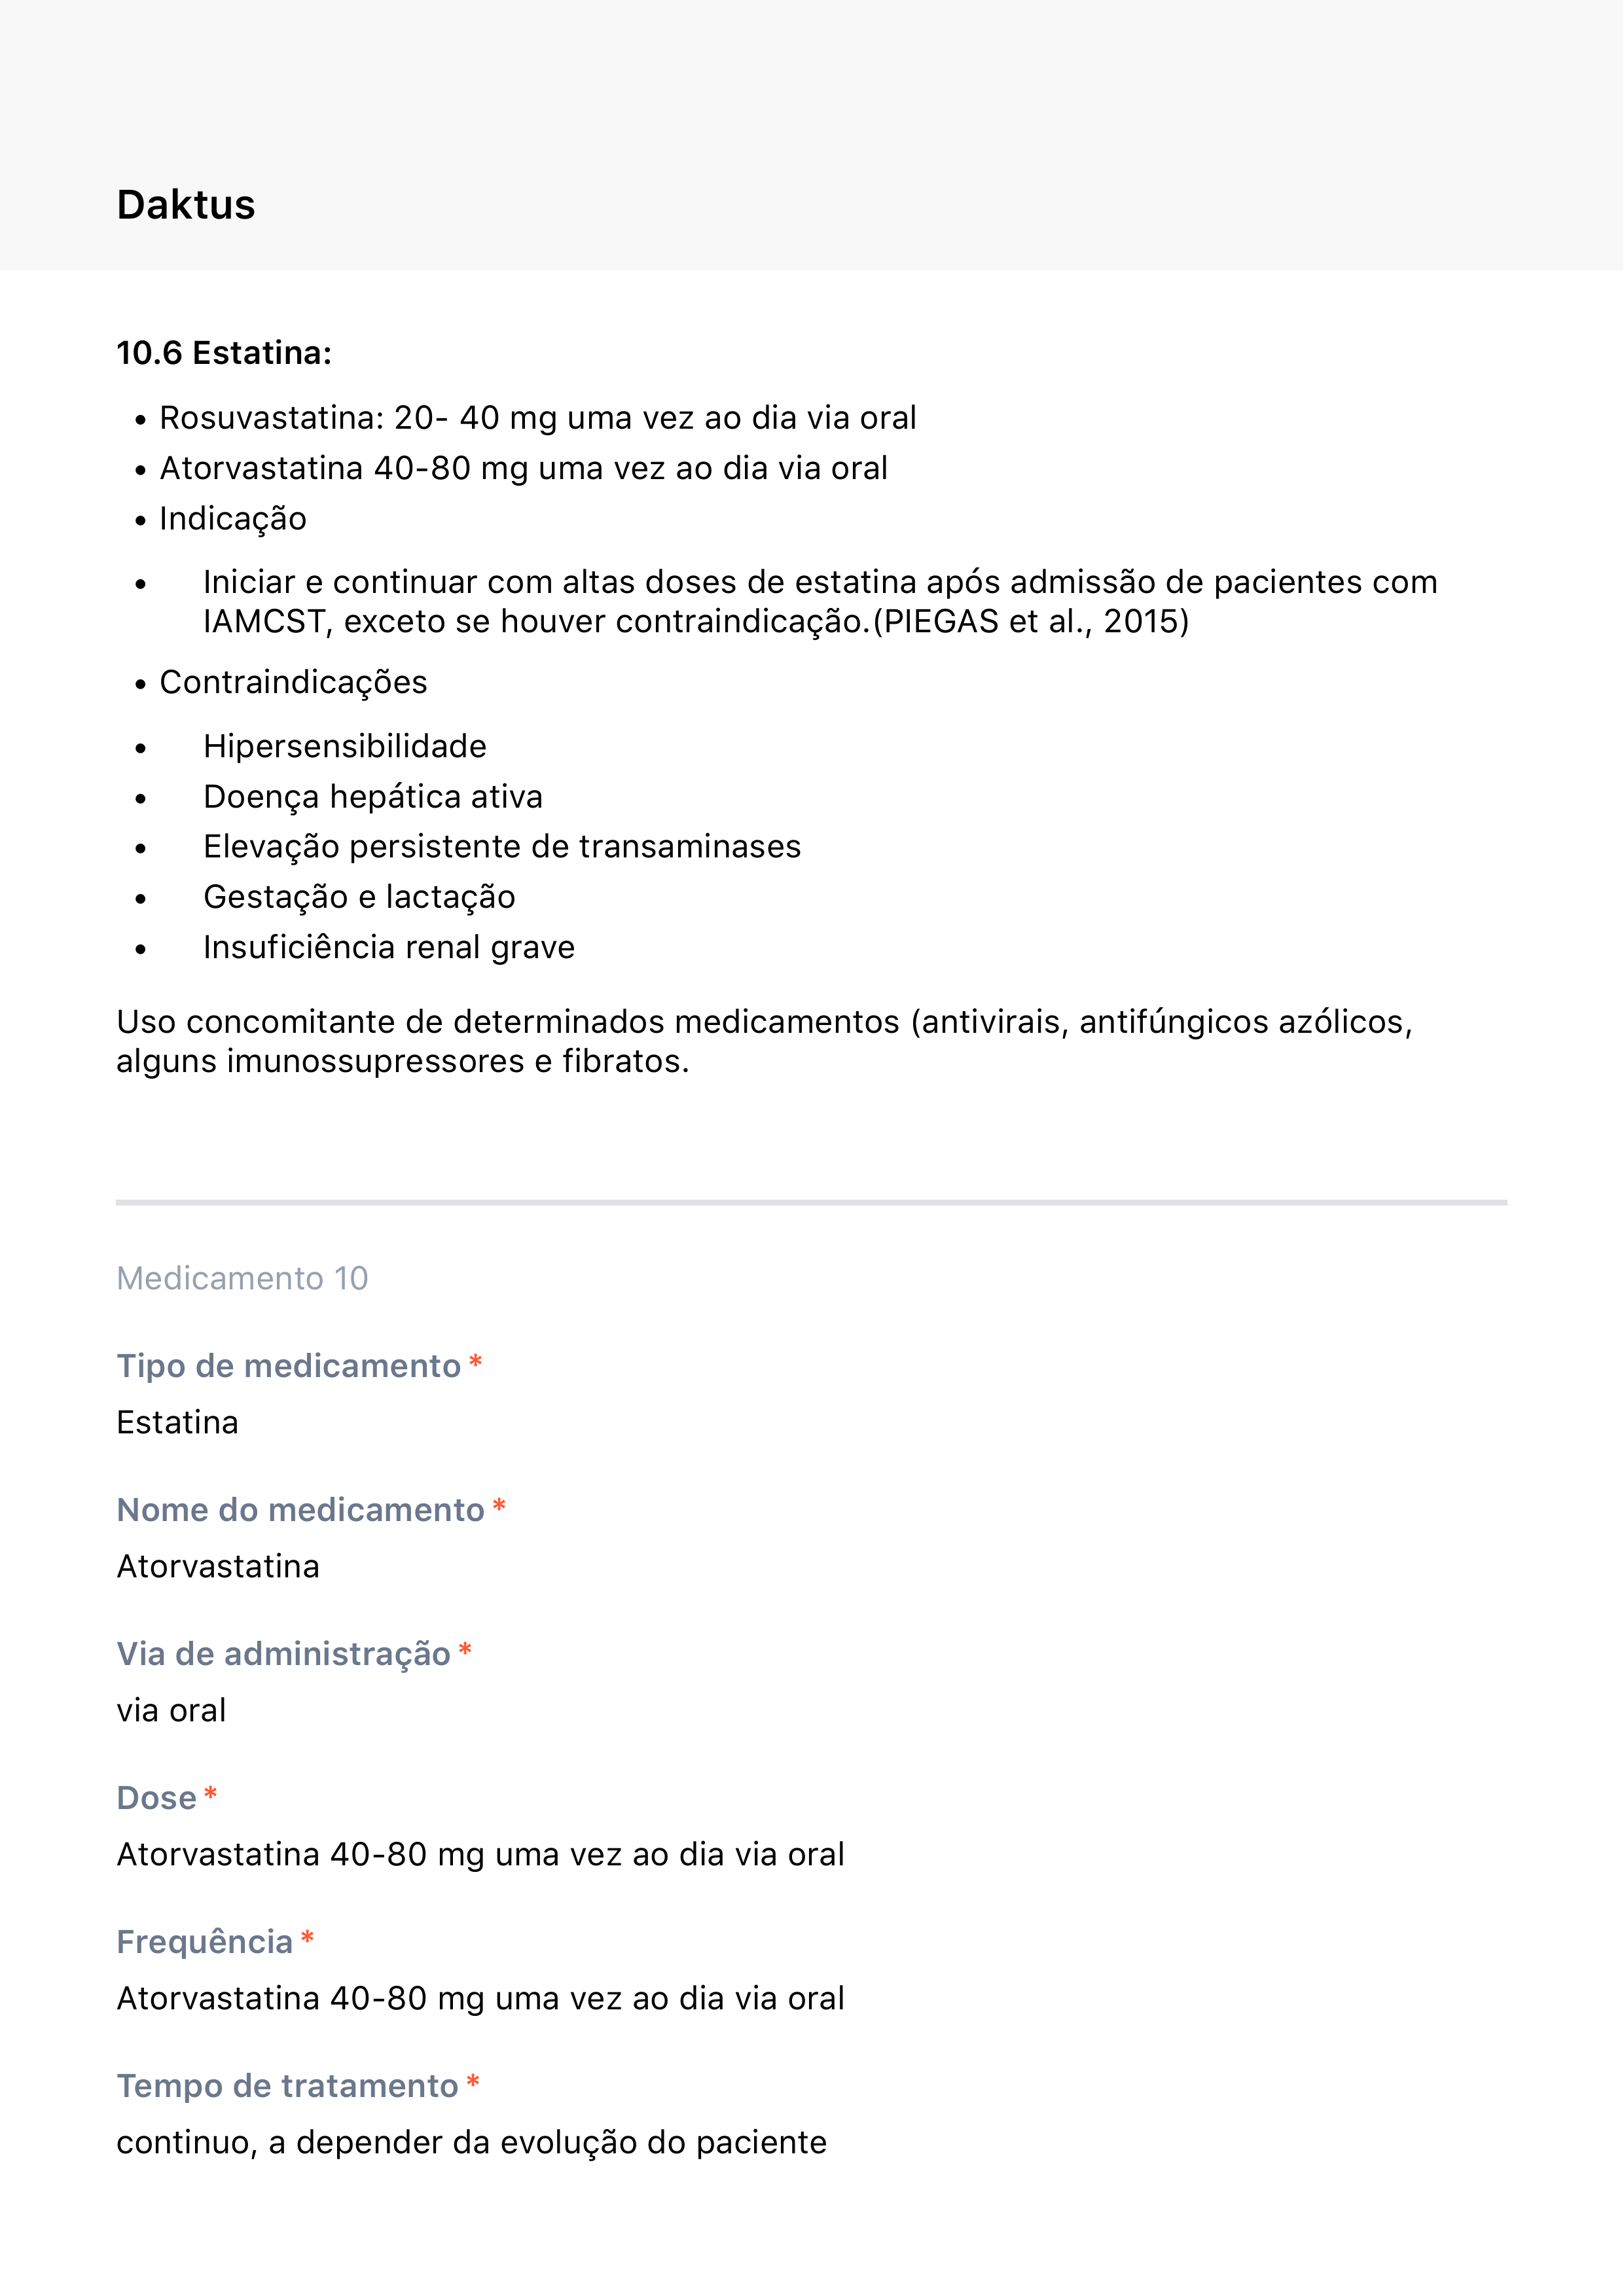 Daktus
10.6 Estatina:
• Rosuvastatina: 20- 40 mg uma vez ao dia via oral
• Atorvastatina 40-80 mg uma vez ao dia via oral
• Indicação
• Iniciar e continuar com altas doses de estatina após admissão de pacientes com
IAMCST, exceto se houver contraindicação.(PIEGAS et al., 2015)
• Contraindicações
• Hipersensibilidade
• Doença hepática ativa
• Elevação persistente de transaminases
• Gestação e lactação
• Insuficiência renal grave
Uso concomitante de determinados medicamentos (antivirais, antifúngicos azólicos,
alguns imunossupressores e fibratos.
Medicamento 10
Tipo de medicamento *
Estatina
Nome do medicamento *
Atorvastatina
Via de administração *
via oral
Dose *
Atorvastatina 40-80 mg uma vez ao dia via oral
Frequência *
Atorvastatina 40-80 mg uma vez ao dia via oral
Tempo de tratamento *
continuo, a depender da evolução do paciente